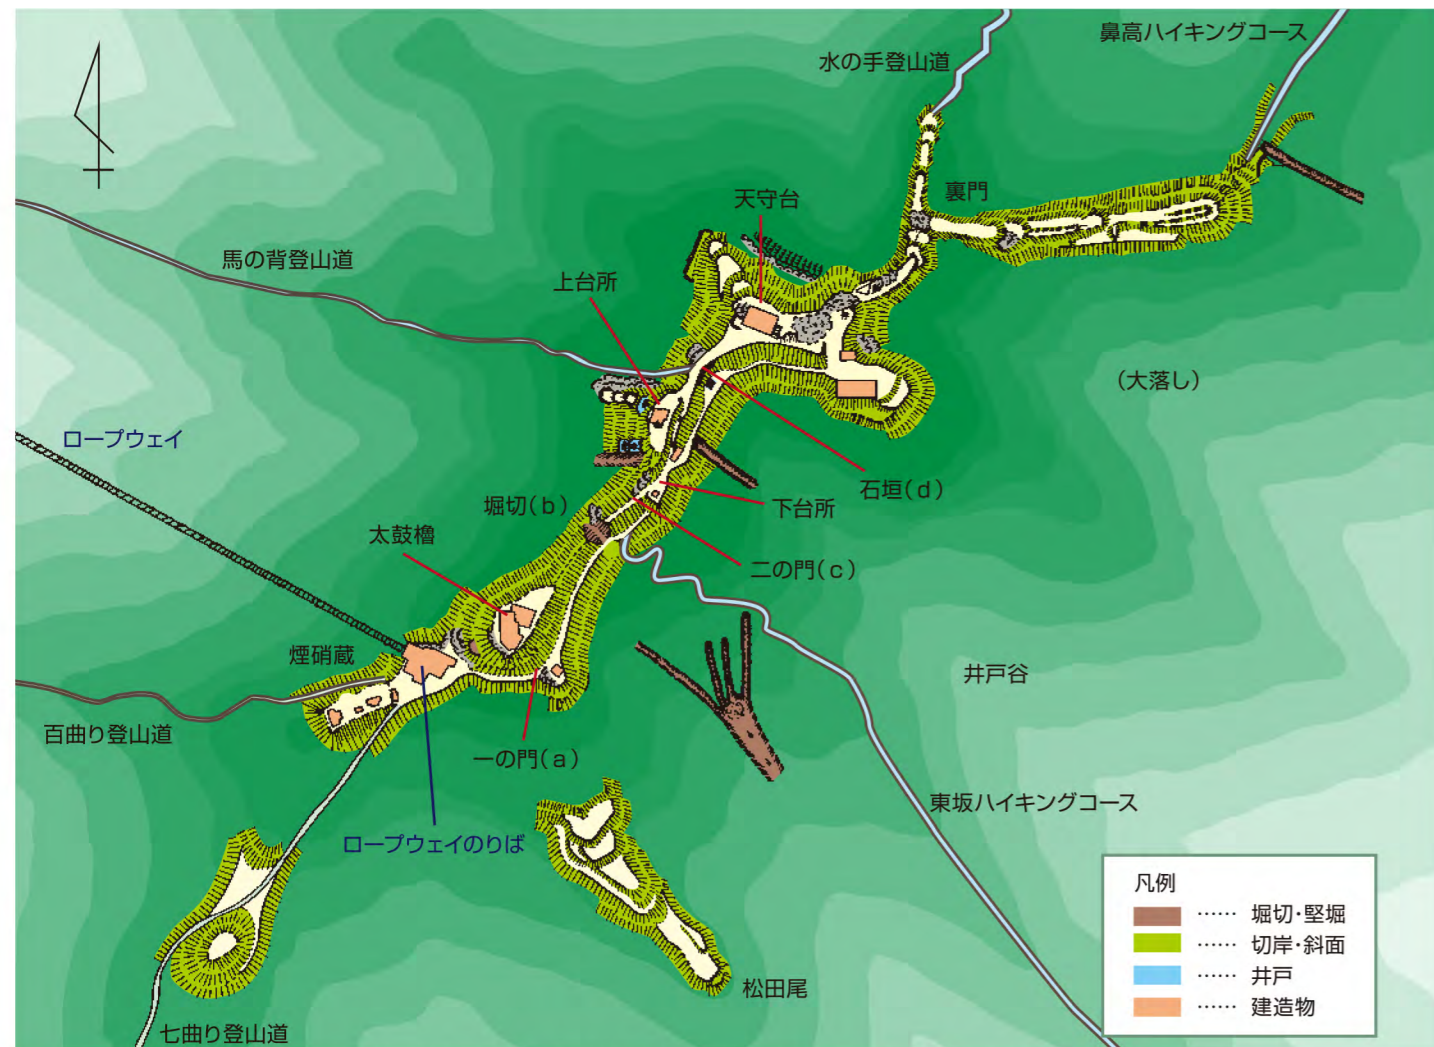 鼻高ハイキングコース
水の手登山道
裏門
天守台
馬の背登山道
上台所
(大落し)
ロープウェイ
石垣(d)
堀切(b)
下台所
太鼓櫓
二の門(c)
煙硝蔵
井戸谷
百曲り登山道
一の門(a)
東坂ハイキングコース
ロープウェイのりば
松田尾
七曲り登山道
凡例
…… 堀切・堅堀
…… 切岸・斜面
…… 井戸
…… 建造物